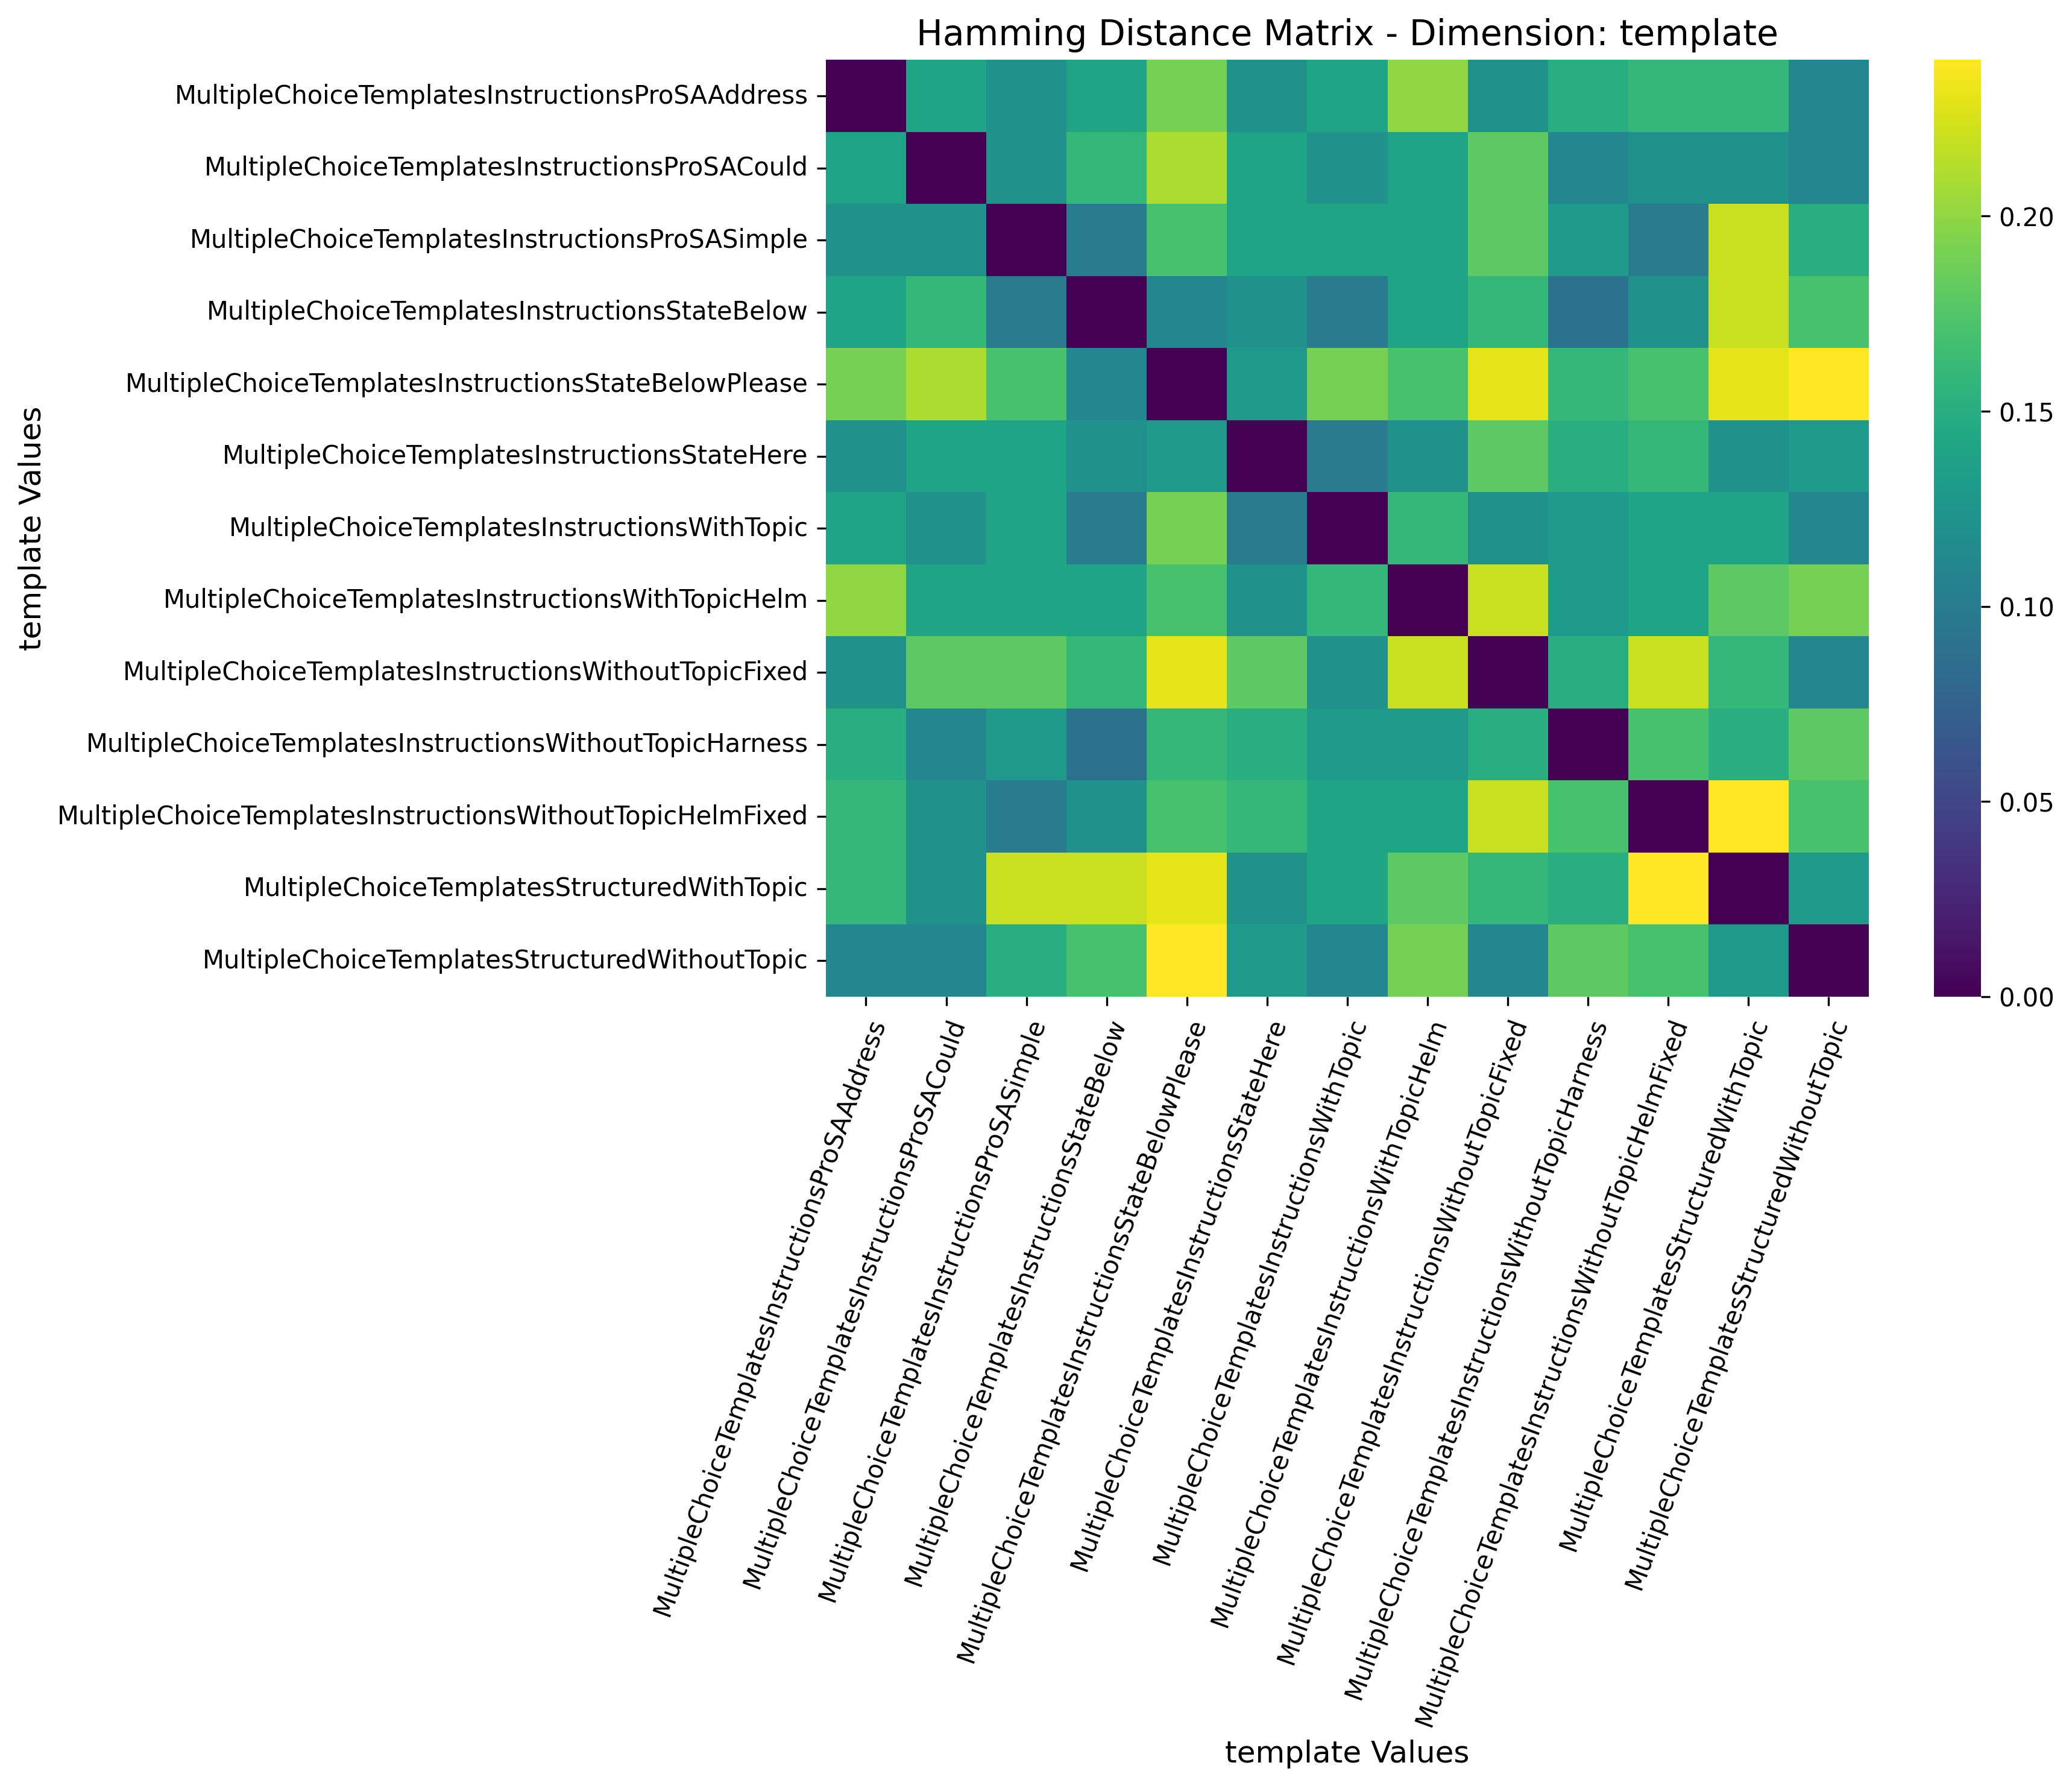 Hamming Distance Matrix - Dimension: template
template Values
MultipleChoiceTemplatesInstructionsProSAAddress
MultipleChoiceTemplatesInstructionsProSACould
MultipleChoiceTemplatesInstructionsProSASimple
MultipleChoiceTemplatesInstructionsStateBelow
MultipleChoiceTemplatesInstructionsStateBelowPlease
MultipleChoiceTemplatesInstructionsStateHere
MultipleChoiceTemplatesInstructionsWithTopic
MultipleChoiceTemplatesInstructionsWithTopicHelm
MultipleChoiceTemplatesInstructionsWithoutTopicFixed
MultipleChoiceTemplatesInstructionsWithoutTopicHarness
MultipleChoiceTemplatesInstructionsWithoutTopicHelmFixed
MultipleChoiceTemplatesStructuredWithTopic
MultipleChoiceTemplatesStructuredWithoutTopic
0.20
0.15
0.10
0.05
0.00
MultipleChoiceTemplatesInstructionsProSAAddress
MultipleChoiceTemplatesInstructionsProSACould
MultipleChoiceTemplatesInstructionsProSASimple
MultipleChoiceTemplatesInstructionsStateBelow
MultipleChoiceTemplatesInstructionsStateBelowPlease
MultipleChoiceTemplatesInstructionsStateHere
MultipleChoiceTemplatesInstructionsWithTopic
MultipleChoiceTemplatesInstructionsWithTopicHelm
MultipleChoiceTemplatesInstructionsWithoutTopicFixed
MultipleChoiceTemplatesInstructionsWithoutTopicHarness
MultipleChoiceTemplatesInstructionsWithoutTopicHelmFixed
MultipleChoiceTemplatesStructuredWithTopic
MultipleChoiceTemplatesStructuredWithoutTopic
template Values